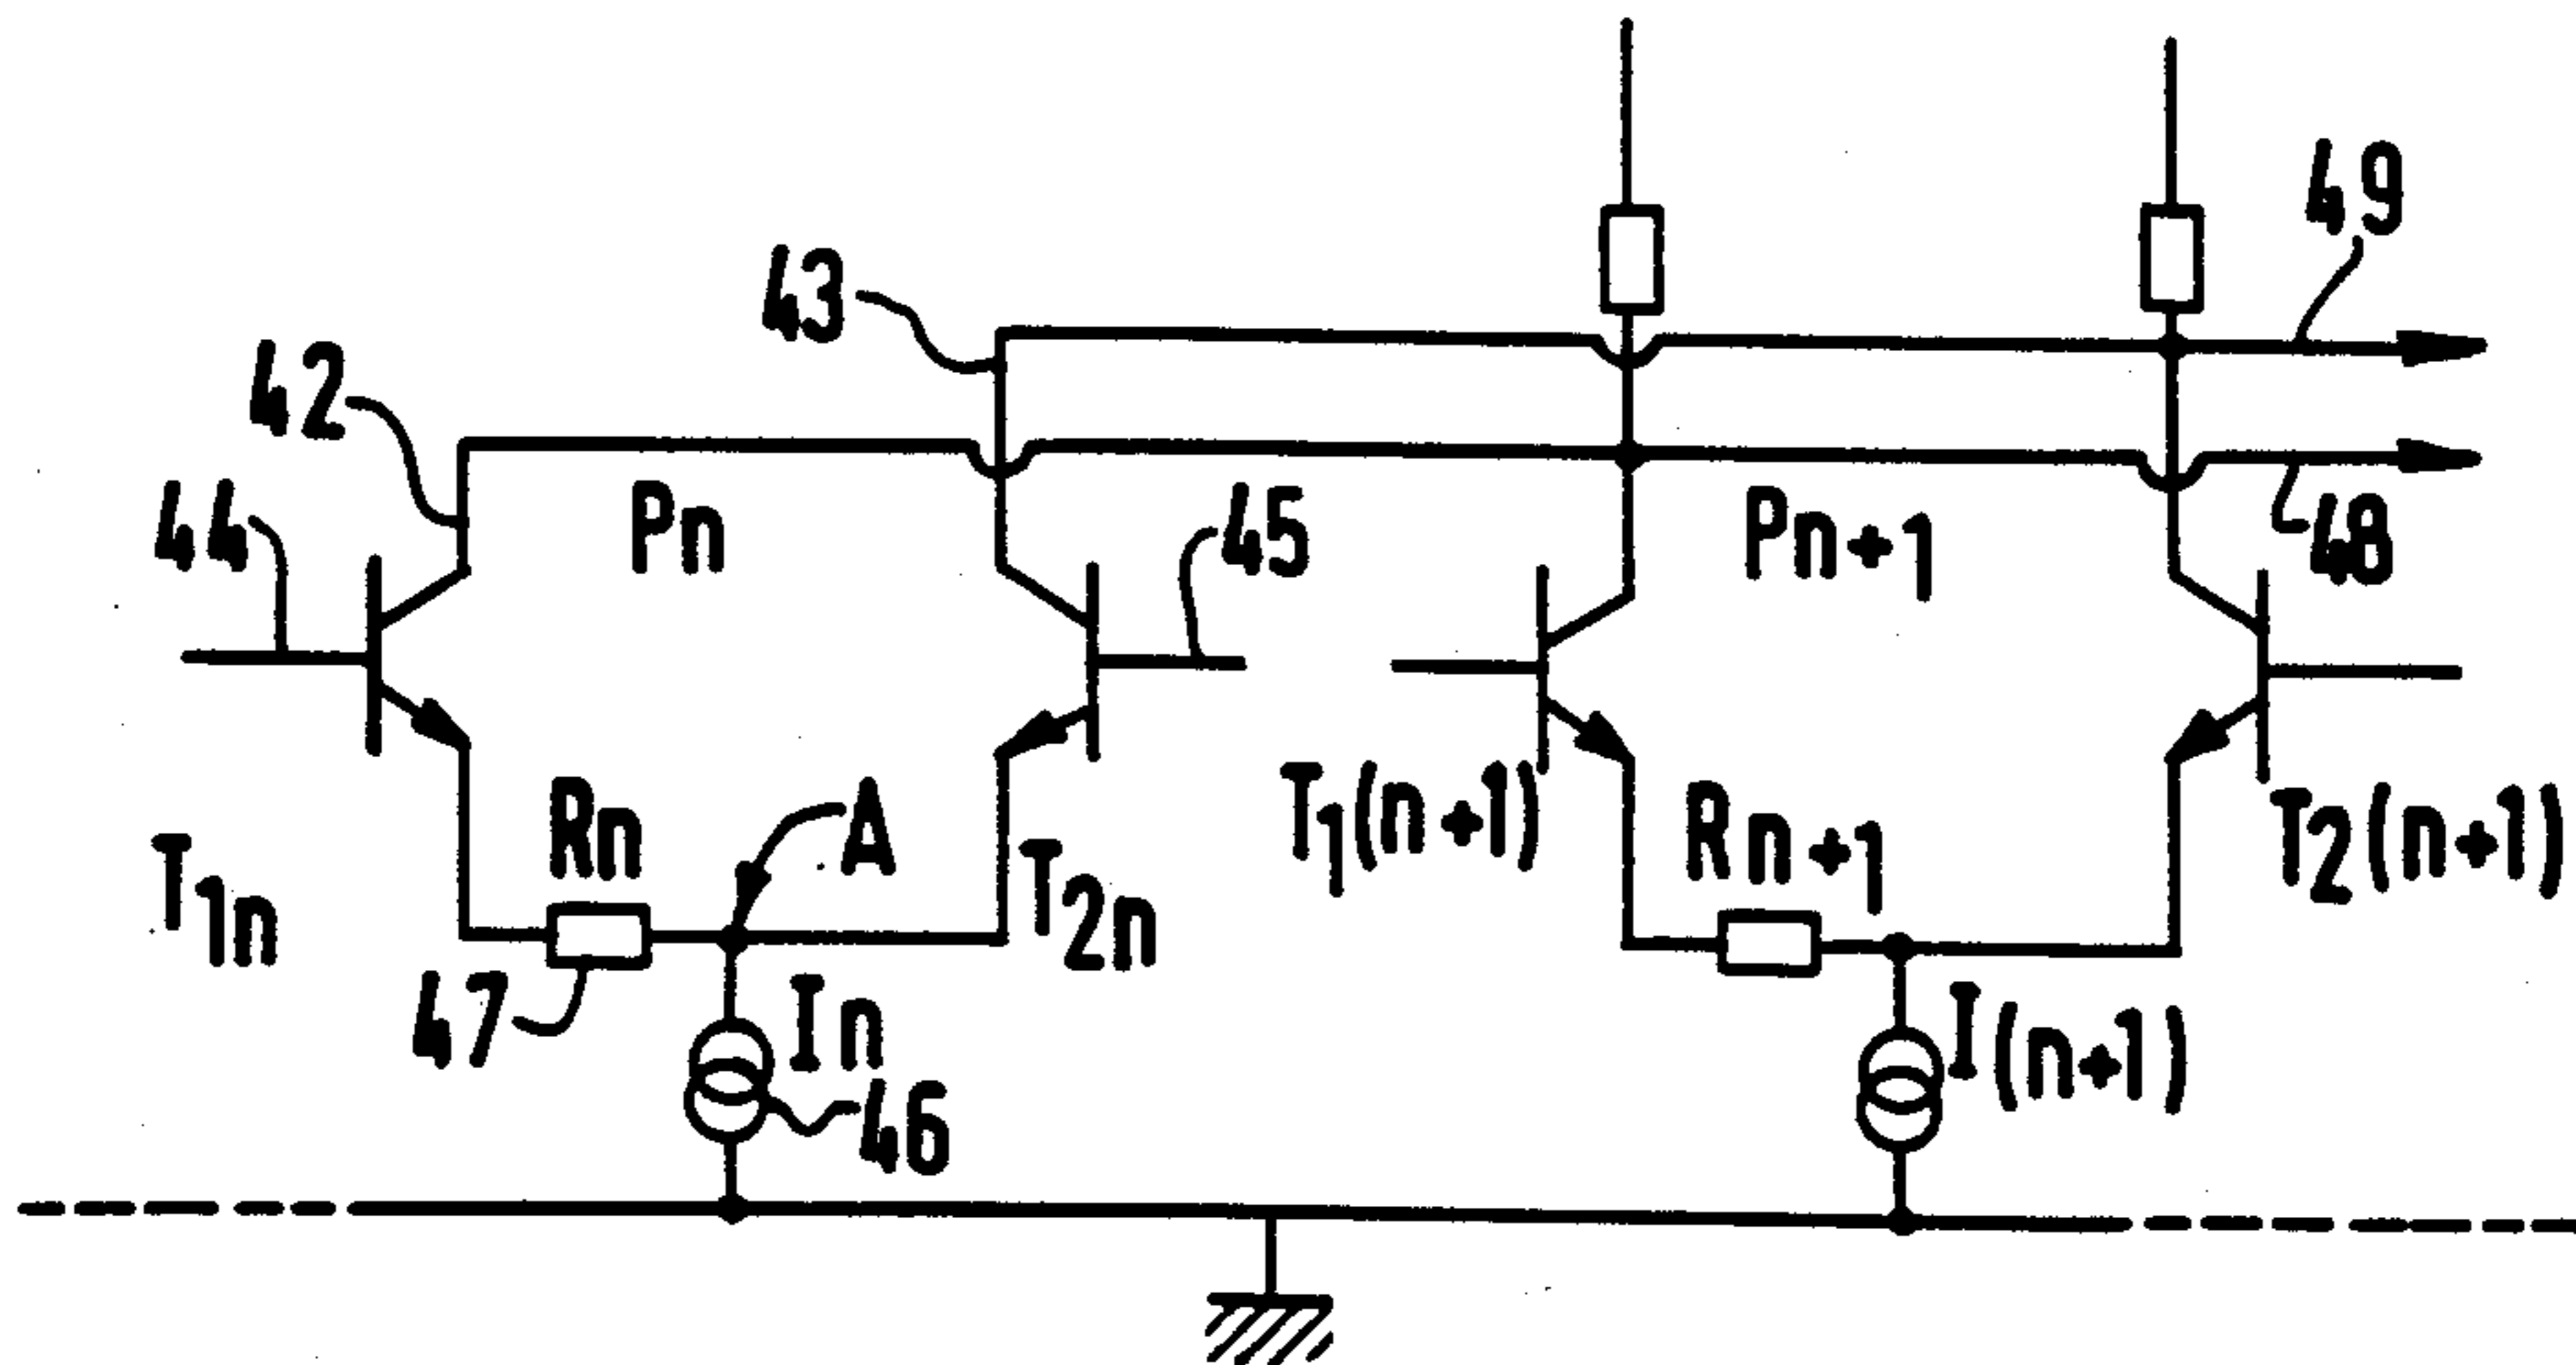 49
43
42
44
Pn
45
Pn+1
48
T1n
Rn
A
T2n
T1(n+1)
Rn+1
T2(n+1)
47
In
46
I(n+1)